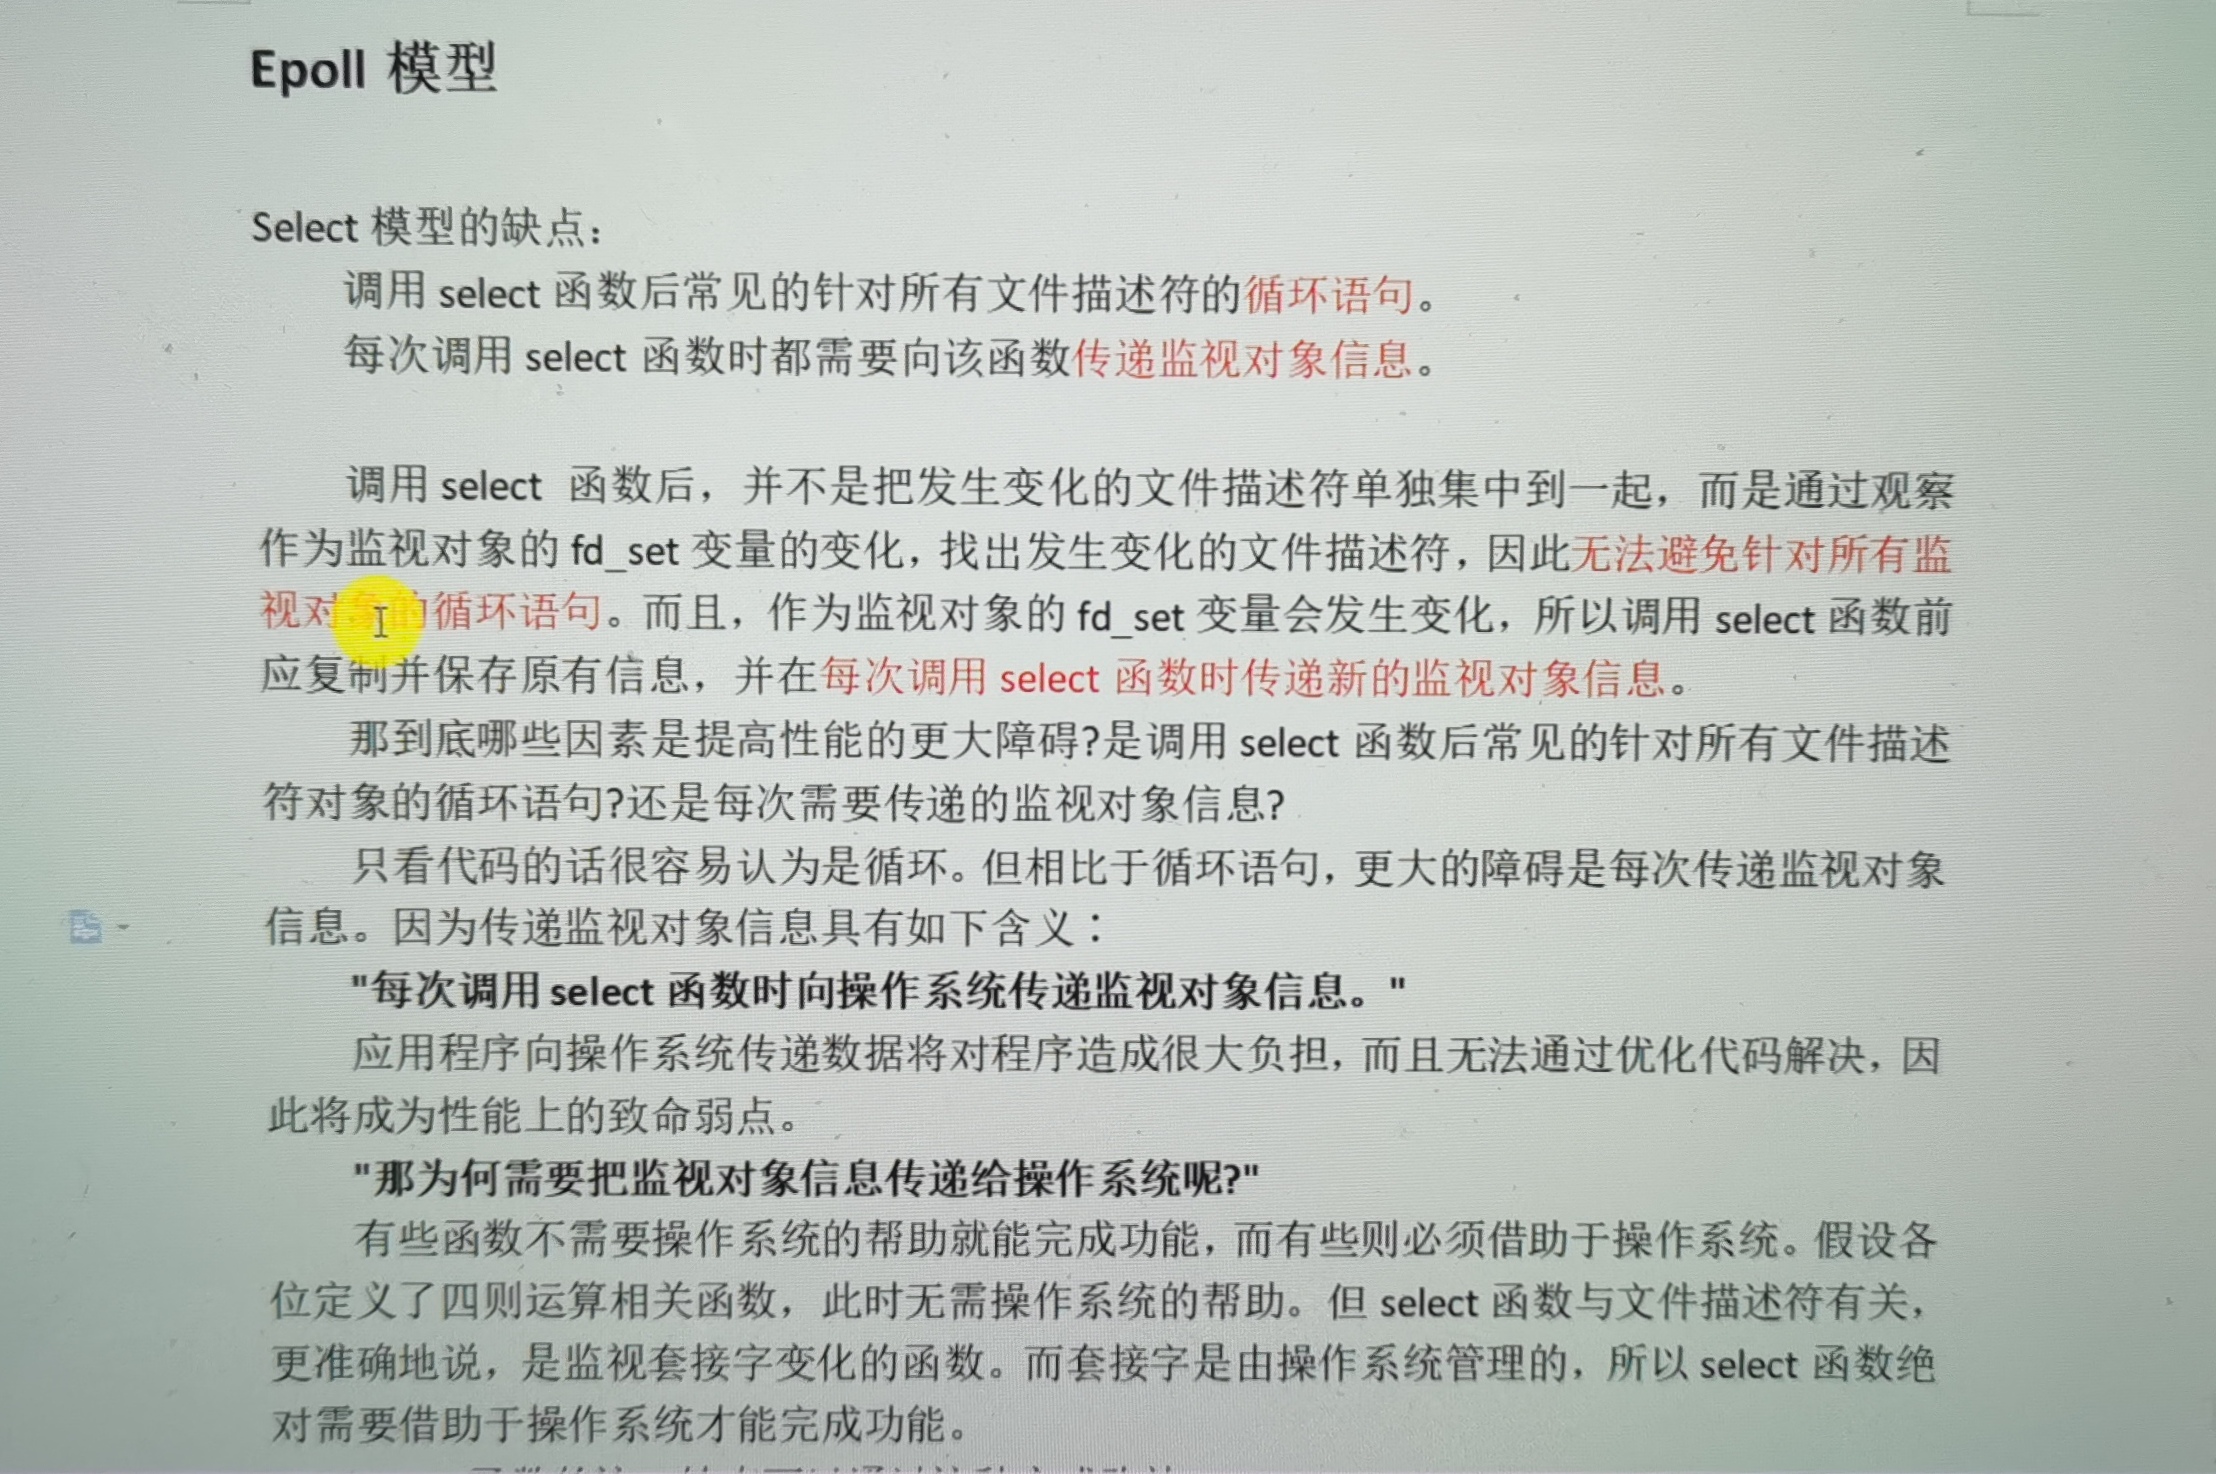 Epoll 模型
Select 模型的缺点：
调用 select 函数后常见的针对所有文件描述符的循环语句。
每次调用 select 函数时都需要向该函数传递监视对象信息。
调用 select 函数后，并不是把发生变化的文件描述符单独集中到一起，而是通过观察
作为监视对象的 fd_set 变量的变化，找出发生变化的文件描述符，因此无法避免针对所有监
视对象的循环语句。而且，作为监视对象的 fd_set 变量会发生变化，所以调用 select 函数前
应复制并保存原有信息，并在每次调用 select 函数时传递新的监视对象信息。
那到底哪些因素是提高性能的更大障碍?是调用 select 函数后常见的针对所有文件描述
符对象的循环语句?还是每次需要传递的监视对象信息?
只看代码的话很容易认为是循环。但相比于循环语句，更大的障碍是每次传递监视对象
信息。因为传递监视对象信息具有如下含义：
"每次调用 select 函数时向操作系统传递监视对象信息。"
应用程序向操作系统传递数据将对程序造成很大负担，而且无法通过优化代码解决，因
此将成为性能上的致命弱点。
"那为何需要把监视对象信息传递给操作系统呢?"
有些函数不需要操作系统的帮助就能完成功能，而有些则必须借助于操作系统。假设各
位定义了四则运算相关函数，此时无需操作系统的帮助。但 select 函数与文件描述符有关，
更准确地说，是监视套接字变化的函数。而套接字是由操作系统管理的，所以 select 函数绝
对需要借助于操作系统才能完成功能。